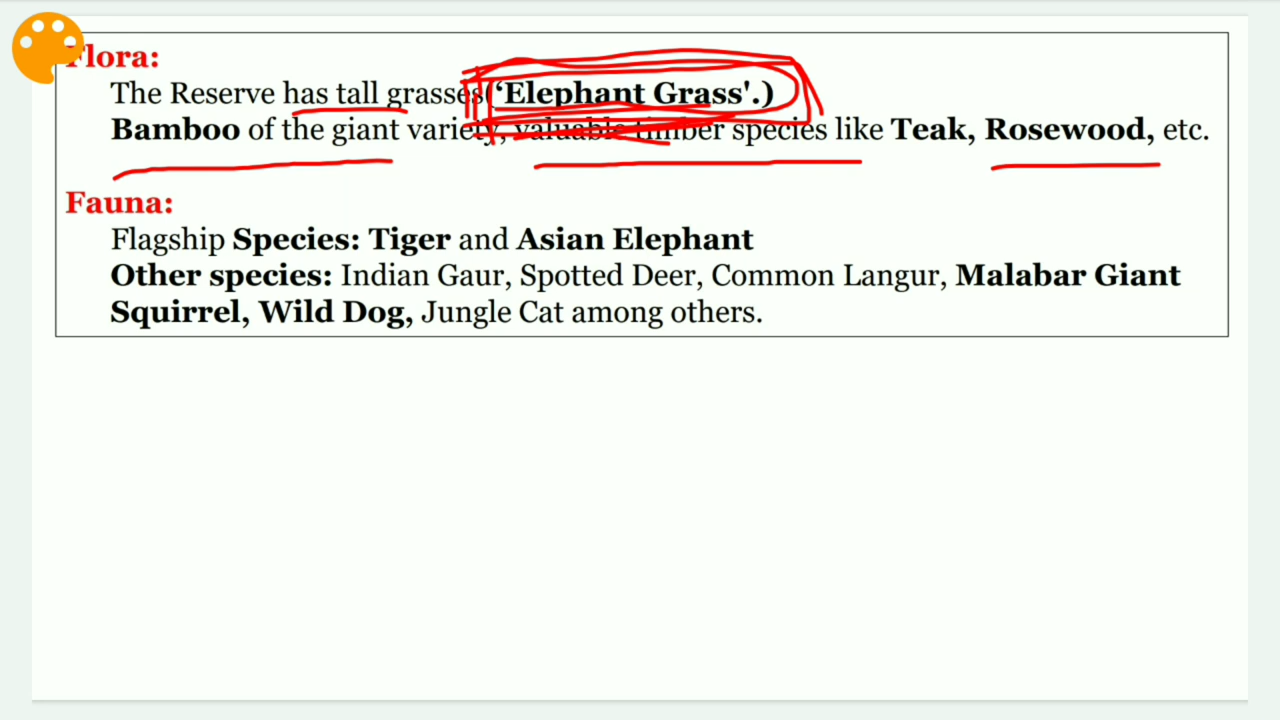 Flora:
The Reserve has tall grasses(‘Elephant Grass'.)
Bamboo of the giant variety, valuable timber species like Teak, Rosewood, etc.
Fauna:
Flagship Species: Tiger and Asian Elephant
Other species: Indian Gaur, Spotted Deer, Common Langur, Malabar Giant
Squirrel, Wild Dog, Jungle Cat among others.